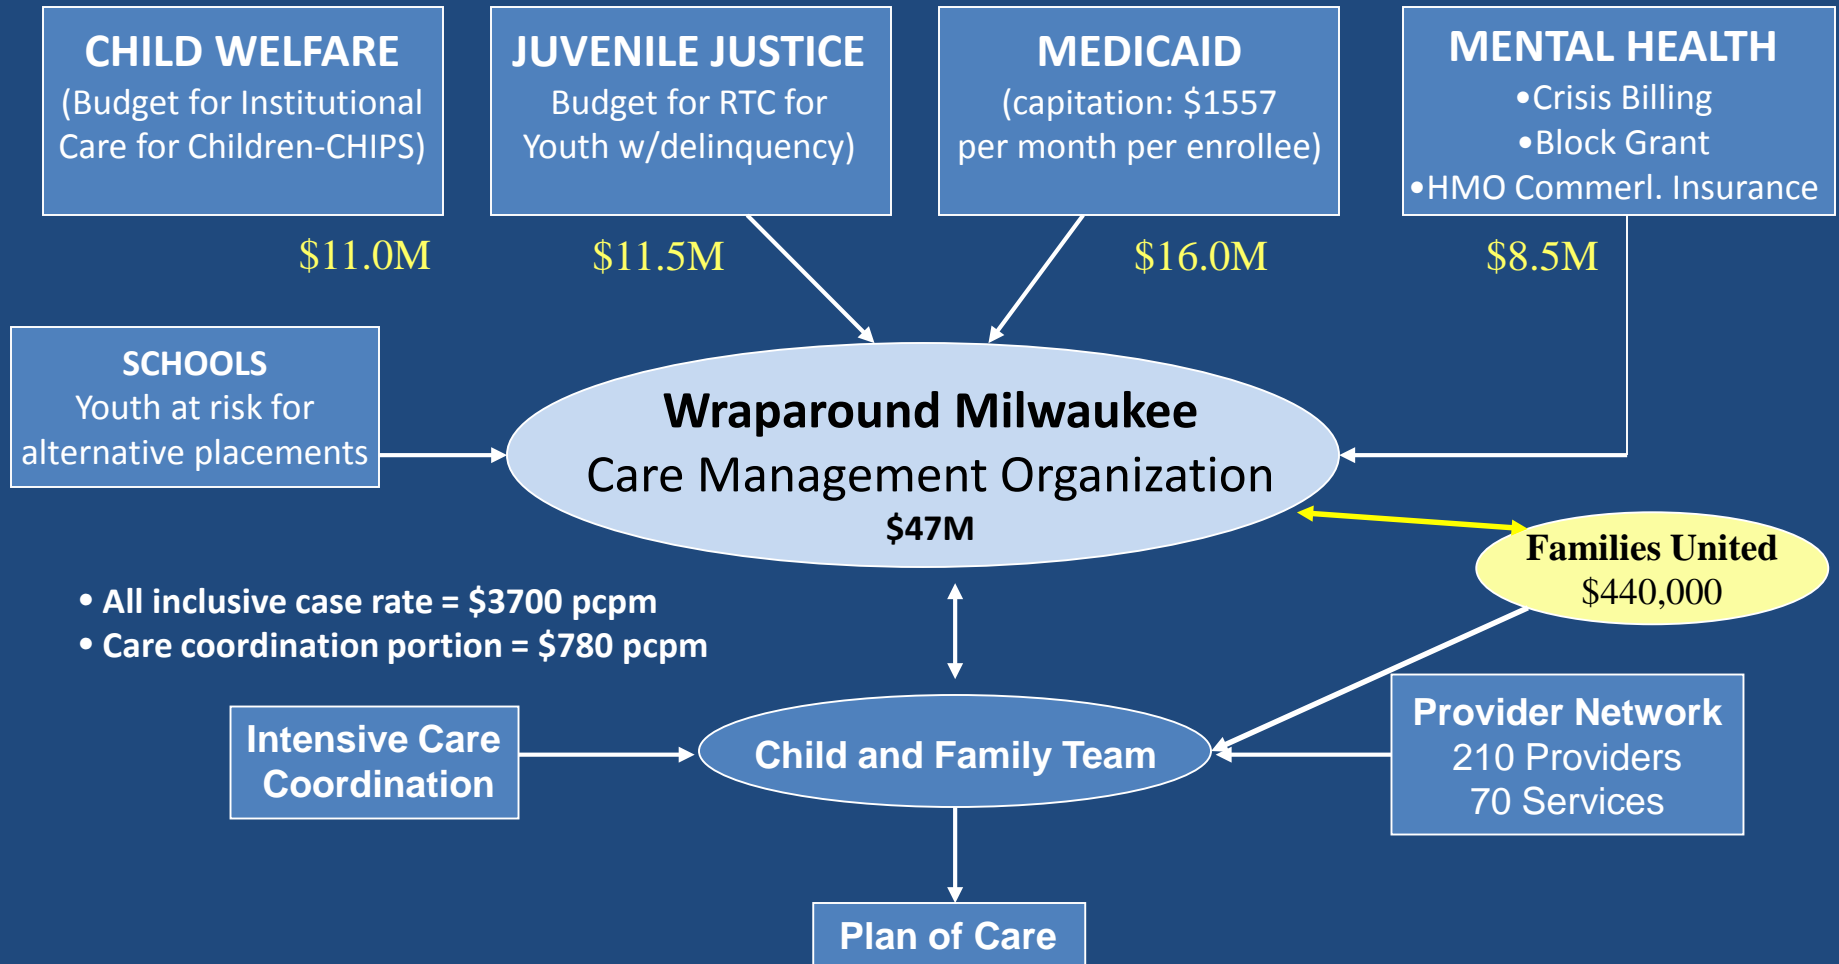 CHILD WELFARE
(Budget for Institutional
Care for Children-CHIPS)
JUVENILE JUSTICE
Budget for RTC for
Youth w/delinquency)
MEDICAID
(capitation: $1557
per month per enrollee)
MENTAL HEALTH
•Crisis Billing
•Block Grant
•HMO Commerl. Insurance
$11.0M
$11.5M
$16.0M
$8.5M
SCHOOLS
Youth at risk for
alternative placements
Wraparound Milwaukee
Care Management Organization
$47M
Families United
$440,000
• All inclusive case rate = $3700 pcpm
• Care coordination portion = $780 pcpm
Intensive Care
Coordination
Child and Family Team
Provider Network
210 Providers
70 Services
Plan of Care